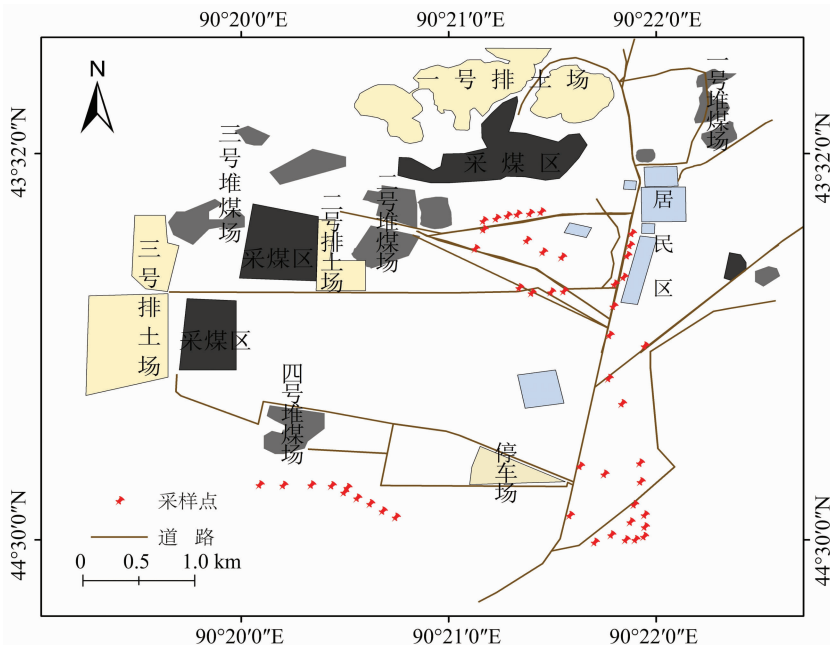 90°20′0″E 90°21′0″E 90°22′0″E
N
一号排土场
一号堆煤场
43°32′0″N
43°32′0″N
三号堆煤场
采煤区
二号堆煤场
二号排土场
居民区
采煤区
三号排土场
采煤区
四号堆煤场
停车场
采样点
道路
0 0.5 1.0 km
44°30′0″N
44°30′0″N
90°20′0″E 90°21′0″E 90°22′0″E